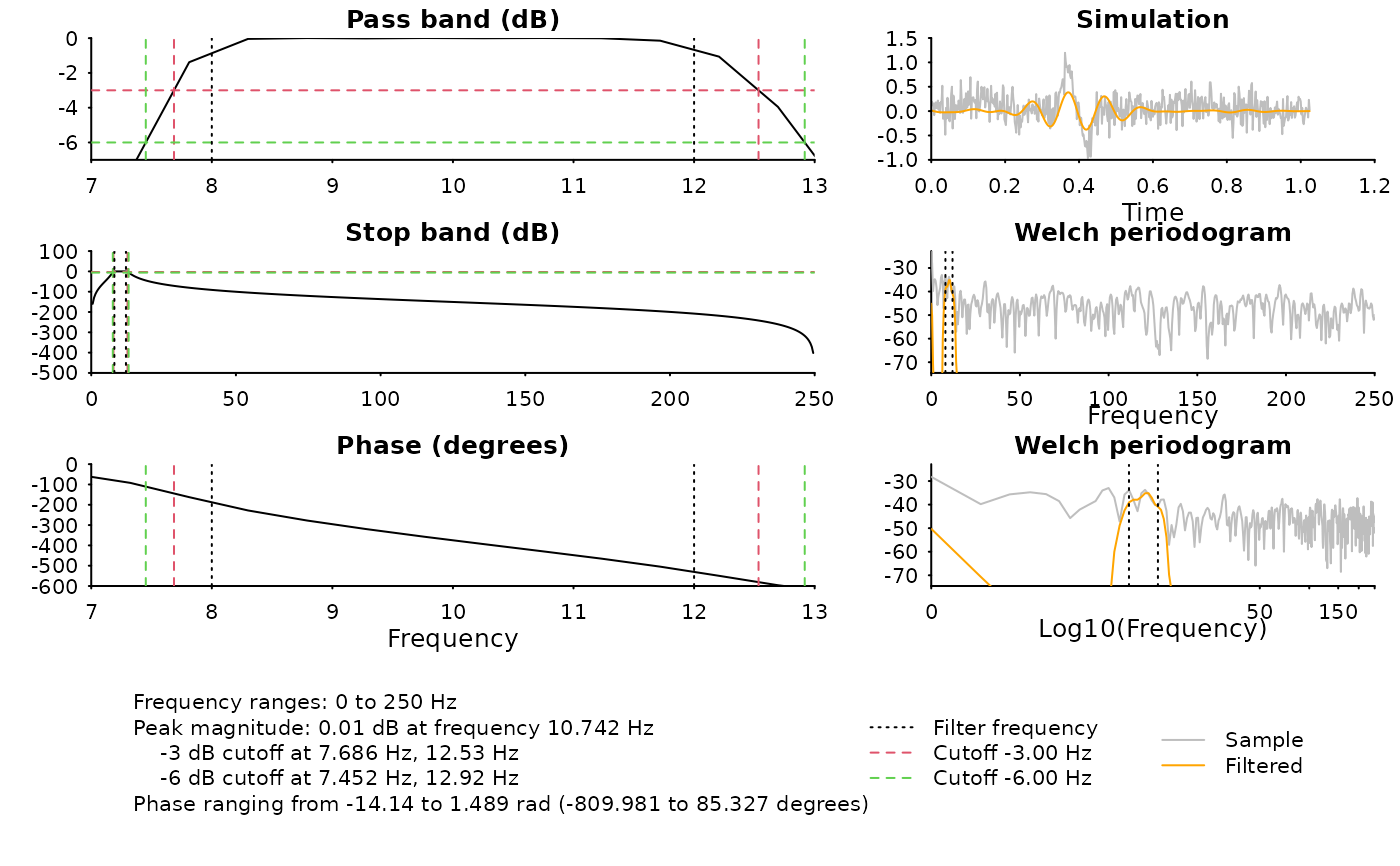 Pass band (dB)
0
-2
-4
-6
7 8 9 10 11 12 13
Simulation
1.5
1.0
0.5
0.0
-0.5
-1.0
0.0 0.2 0.4 0.6 0.8 1.0 1.2
Time
Stop band (dB)
100
0
-100
-200
-300
-400
-500
0 50 100 150 200 250
Welch periodogram
-30
-40
-50
-60
-70
0 50 100 150 200 250
Frequency
Phase (degrees)
0
-100
-200
-300
-400
-500
-600
7 8 9 10 11 12 13
Frequency
Welch periodogram
-30
-40
-50
-60
-70
0 50 150
Log10(Frequency)
Frequency ranges: 0 to 250 Hz
Peak magnitude: 0.01 dB at frequency 10.742 Hz
-3 dB cutoff at 7.686 Hz, 12.53 Hz
-6 dB cutoff at 7.452 Hz, 12.92 Hz
Phase ranging from -14.14 to 1.489 rad (-809.981 to 85.327 degrees)
Filter frequency
Cutoff -3.00 Hz
Cutoff -6.00 Hz
Sample
Filtered